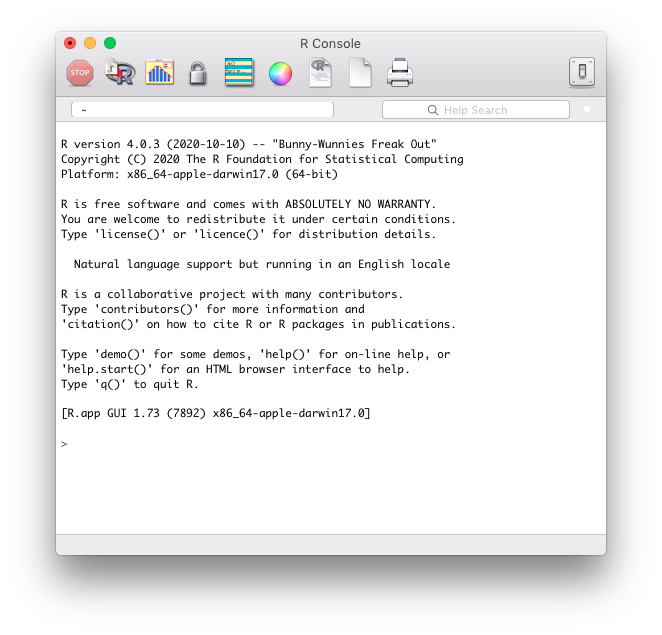 R Console
STOP
~
Help Search
R version 4.0.3 (2020-10-10) -- "Bunny-Wunnies Freak Out"
Copyright (C) 2020 The R Foundation for Statistical Computing
Platform: x86_64-apple-darwin17.0 (64-bit)
R is free software and comes with ABSOLUTELY NO WARRANTY.
You are welcome to redistribute it under certain conditions.
Type 'license()' or 'licence()' for distribution details.
Natural language support but running in an English locale
R is a collaborative project with many contributors.
Type 'contributors()' for more information and
'citation()' on how to cite R or R packages in publications.
Type 'demo()' for some demos, 'help()' for on-line help, or
'help.start()' for an HTML browser interface to help.
Type 'q()' to quit R.
[R.app GUI 1.73 (7892) x86_64-apple-darwin17.0]
>